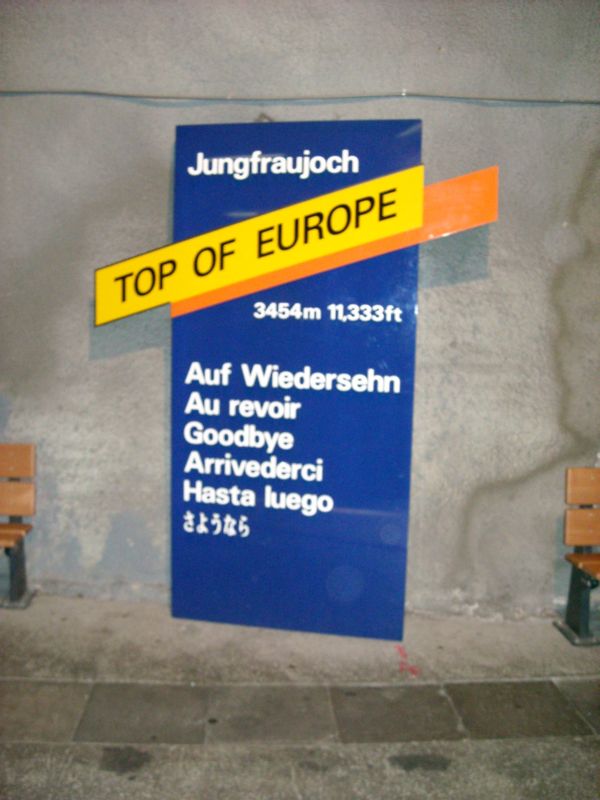 Jungfraujoch
TOP OF EUROPE
3454m 11,333ft
Auf Wiedersehn
Au revoir
Goodbye
Arrivederci
Hasta luego
さようなら